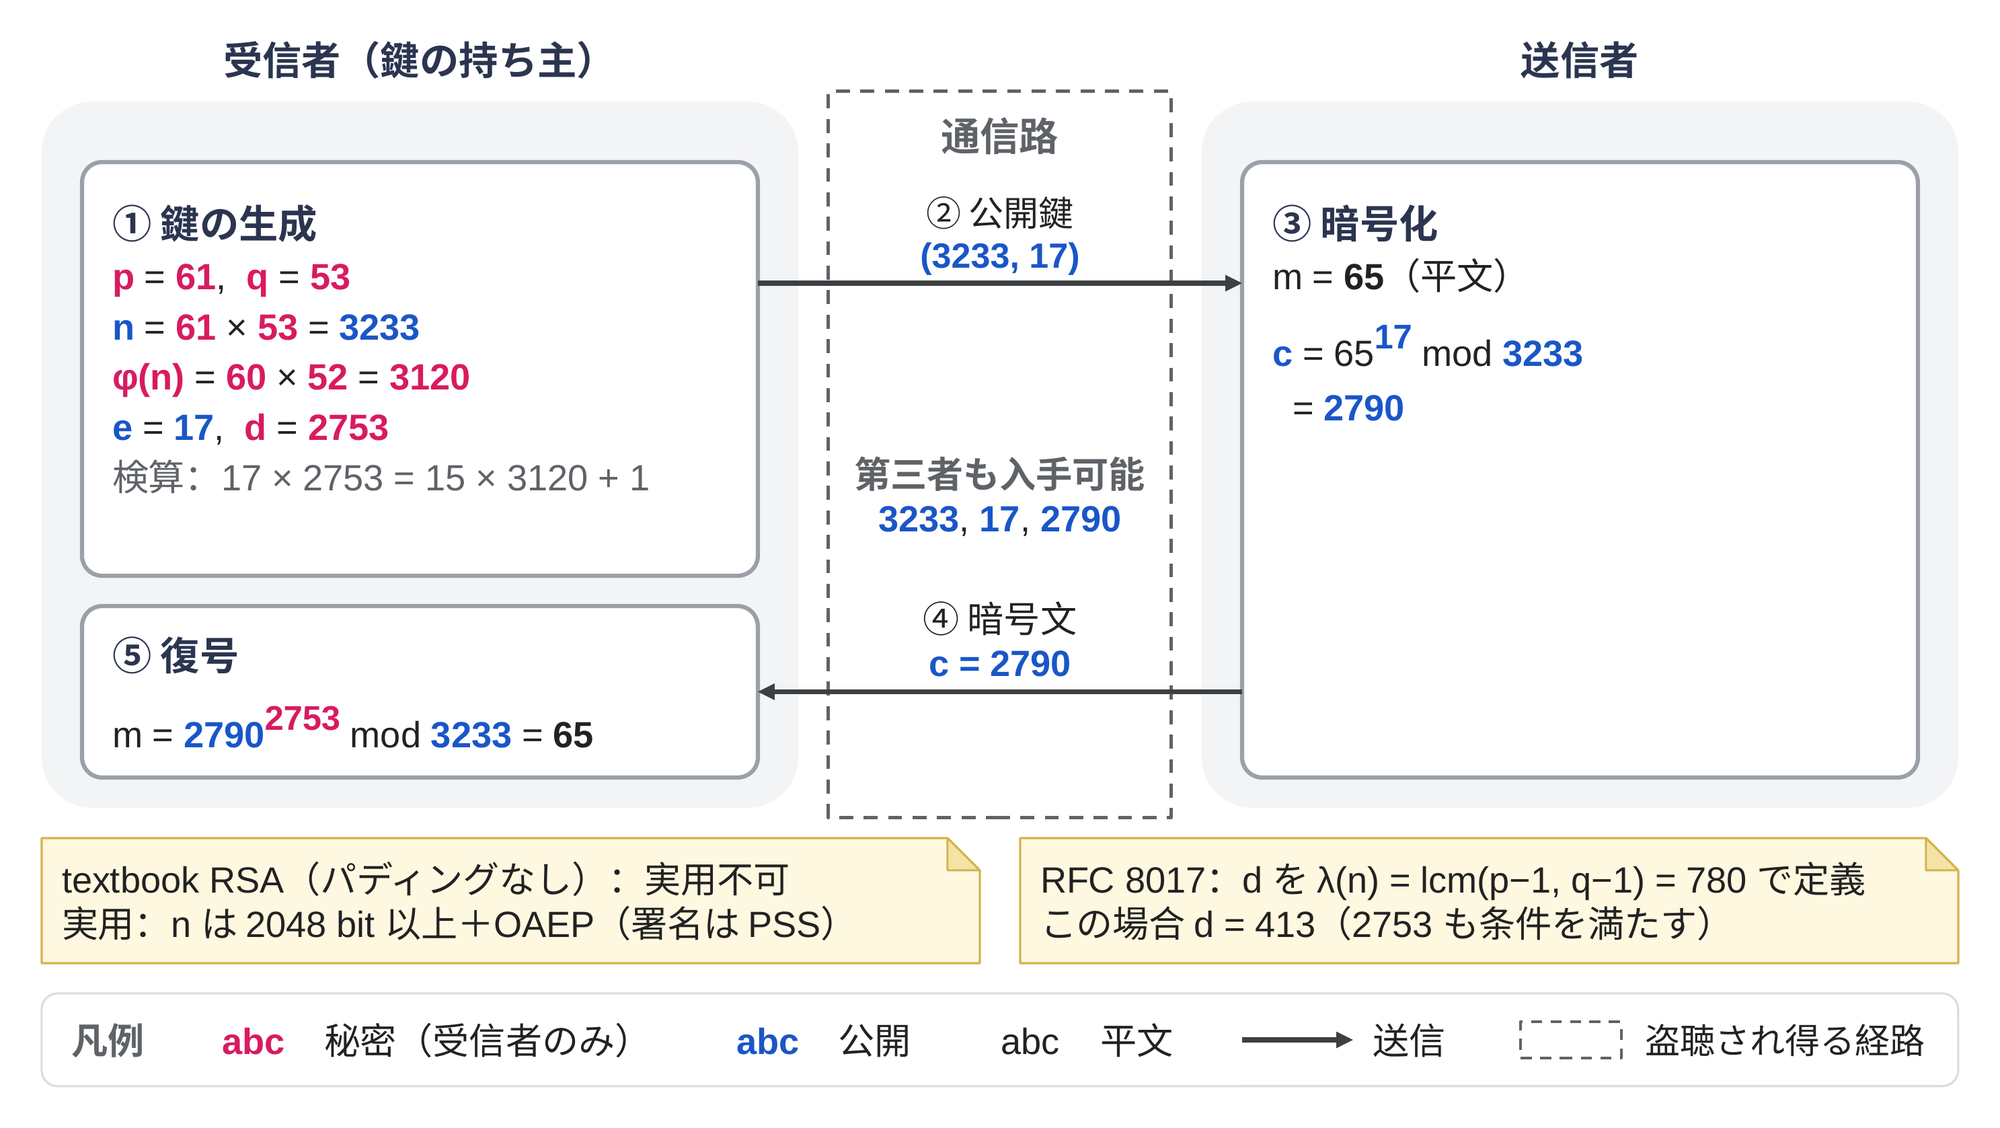 受信者（鍵の持ち主）
① 鍵の生成
p = 61, q = 53
n = 61 × 53 = 3233
φ(n) = 60 × 52 = 3120
e = 17, d = 2753
検算：17 × 2753 = 15 × 3120 + 1
⑤ 復号
m = 2790^2753 mod 3233 = 65
通信路
② 公開鍵
(3233, 17)
第三者も入手可能
3233, 17, 2790
④ 暗号文
c = 2790
送信者
③ 暗号化
m = 65（平文）
c = 65^17 mod 3233
= 2790
textbook RSA（パディングなし）：実用不可
実用：n は 2048 bit 以上＋OAEP（署名は PSS）
RFC 8017：d を λ(n) = lcm(p−1, q−1) = 780 で定義
この場合 d = 413（2753 も条件を満たす）
凡例 abc 秘密（受信者のみ） abc 公開 abc 平文 送信 盗聴され得る経路